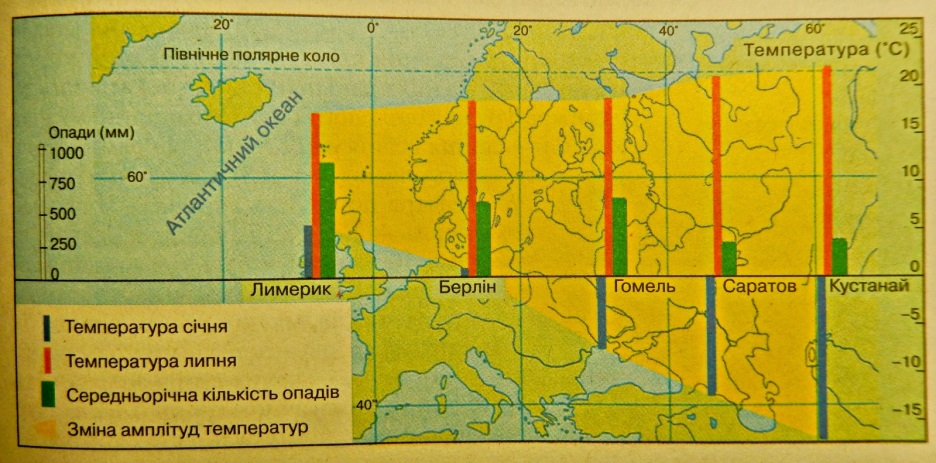 20°
0°
20°
40°
60°
25
Північне полярне коло
Температура (°C)
20
Атлантичний океан
Опади (мм)
1000
750
500
250
0
60°
15
10
5
0
Лимерик
Берлін
Гомель
Саратов
Кустанай
Температура січня
Температура липня
Середньорічна кількість опадів
Зміна амплітуд температур
40°
−5
−10
−15